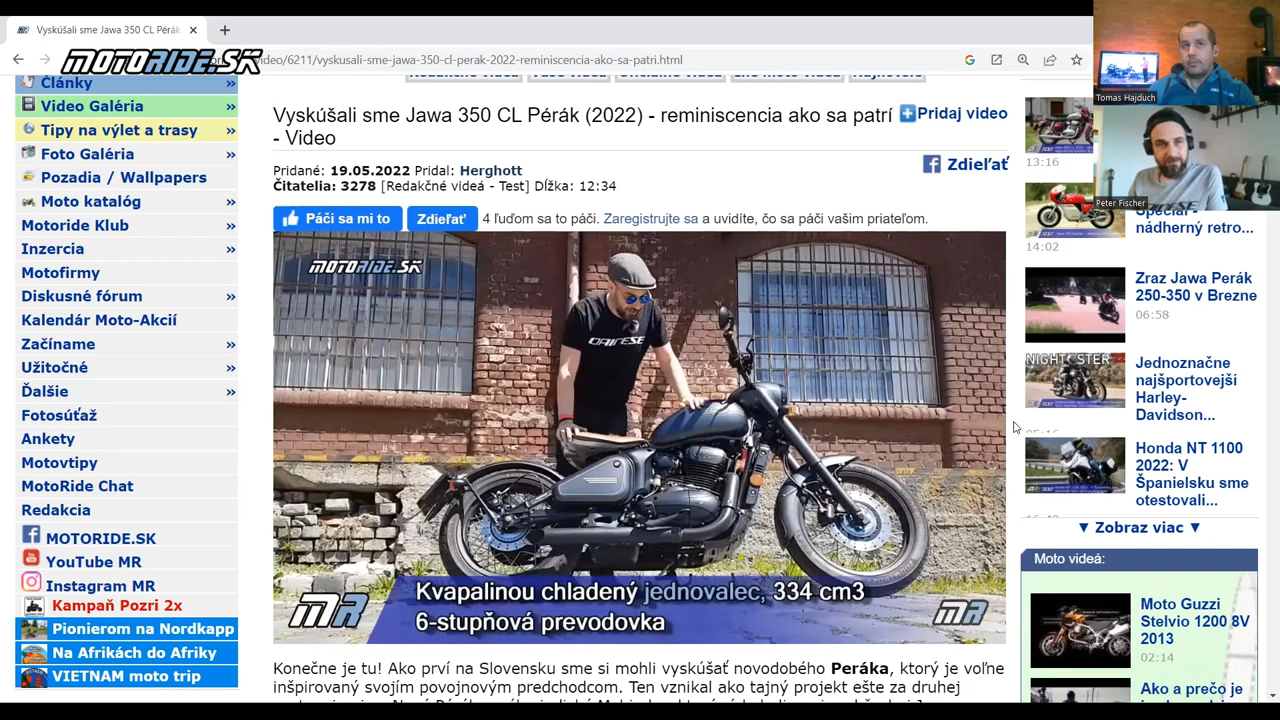 Vyskúšali sme Jawa 350 CL Pérák
MOTORIDE.SK
video/6211/vyskusali-sme-jawa-350-cl-perak-2022-reminiscencia-ako-sa-patri.html
Tomas Hajduch
Peter Fischer
Články
Video Galéria »
Tipy na výlet a trasy »
Foto Galéria »
Pozadia / Wallpapers
Moto katalóg »
Motoride Klub »
Inzercia »
Motofirmy
Diskusné fórum »
Kalendár Moto-Akcií
Začíname »
Užitočné »
Ďalšie »
Fotosúťaž
Ankety
Motovtipy
MotoRide Chat
Redakcia
MOTORIDE.SK
YouTube MR
Instagram MR
Kampaň Pozri 2x
Pionierom na Nordkapp
Na Afrikách do Afriky
VIETNAM moto trip
Vyskúšali sme Jawa 350 CL Pérák (2022) - reminiscencia ako sa patrí
- Video
Pridaj video
Pridané: 19.05.2022 Pridal: Herghott
Zdieľať
Čitatelia: 3278 [Redakčné videá - Test] Dĺžka: 12:34
Páči sa mi to
Zdieľať
4 ľuďom sa to páči. Zaregistrujte sa a uvidíte, čo sa páči vašim priateľom.
MOTORIDE.SK
DAINESE
Kvapalinou chladený jednovalec, 334 cm3
6-stupňová prevodovka
MR
MR
Konečne je tu! Ako prví na Slovensku sme si mohli vyskúšať novodobého Peráka, ktorý je voľne
inšpirovaný svojím povojnovým predchodcom. Ten vznikal ako tajný projekt ešte za druhej
13:16
Špeciál -
nádherný retro...
14:02
Zraz Jawa Perák
250-350 v Brezne
06:58
NIGHTSTER
Jednoznačne
najšportovejší
Harley-
Davidson...
Honda NT 1100
2022: V
Španielsku sme
otestovali...
▼ Zobraz viac ▼
Moto videá:
Moto Guzzi
Stelvio 1200 8V
2013
02:14
Ako a prečo je